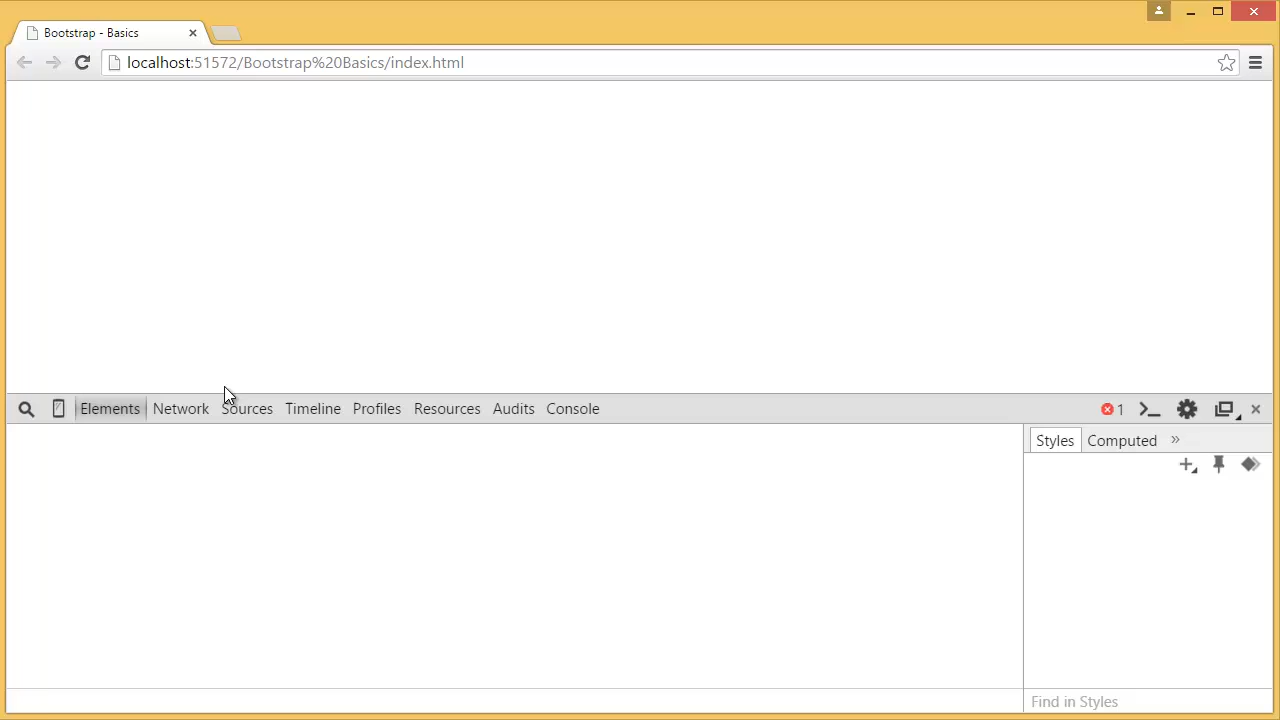 Bootstrap - Basics
localhost:51572/Bootstrap%20Basics/index.html
Elements Network Sources Timeline Profiles Resources Audits Console 1
Styles Computed »
Find in Styles